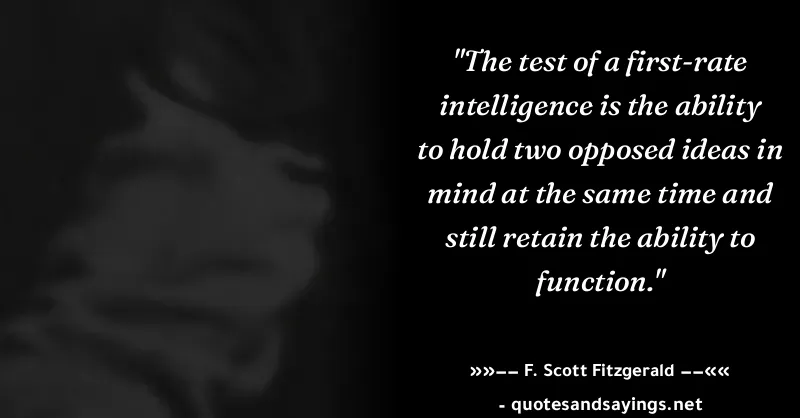 "The test of a first-rate
intelligence is the ability
to hold two opposed ideas in
mind at the same time and
still retain the ability to
function."
»»–– F. Scott Fitzgerald ––««
- quotesandsayings.net